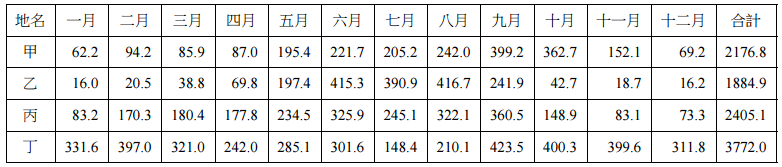 地名 一月 二月 三月 四月 五月 六月 七月 八月 九月 十月 十一月 十二月 合計
甲 62.2 94.2 85.9 87.0 195.4 221.7 205.2 242.0 399.2 362.7 152.1 69.2 2176.8
乙 16.0 20.5 38.8 69.8 197.4 415.3 390.9 416.7 241.9 42.7 18.7 16.2 1884.9
丙 83.2 170.3 180.4 177.8 234.5 325.9 245.1 322.1 360.5 148.9 83.1 73.3 2405.1
丁 331.6 397.0 321.0 242.0 285.1 301.6 148.4 210.1 423.5 400.3 399.6 311.8 3772.0